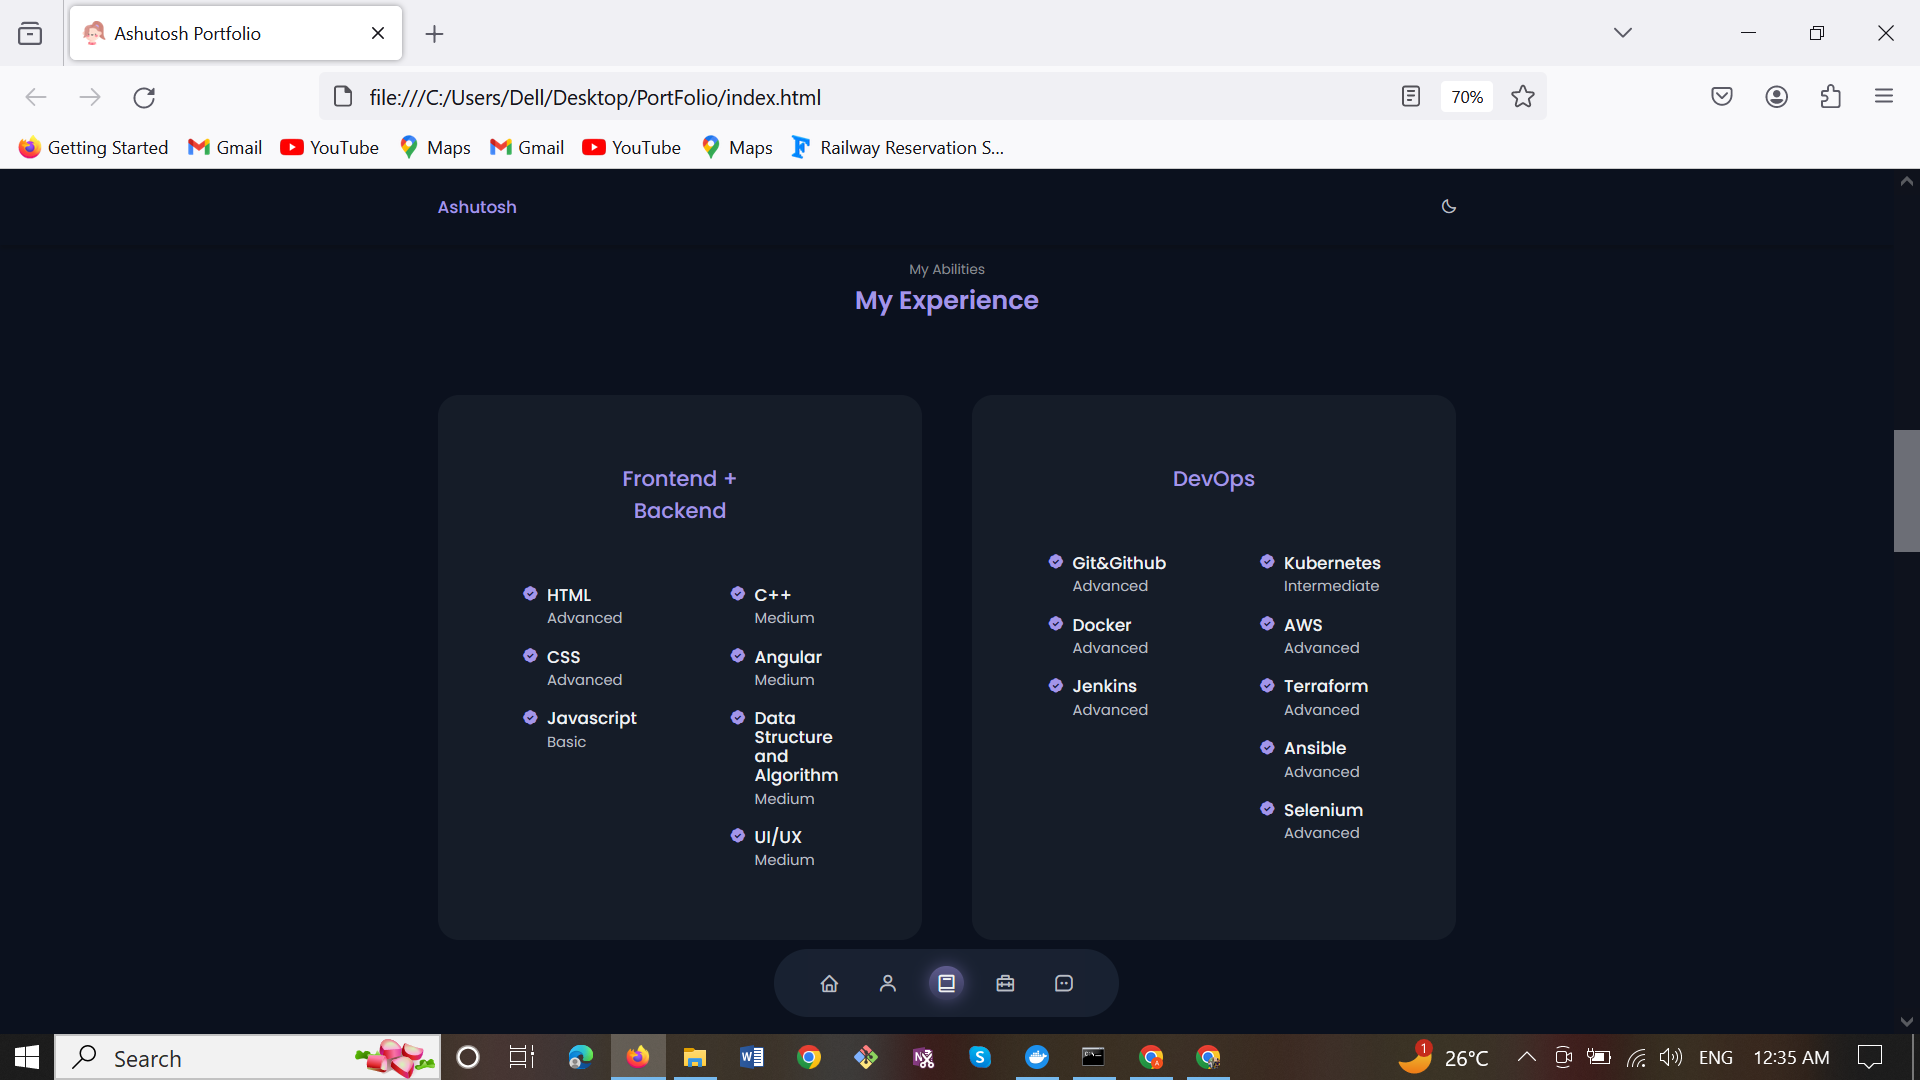 Ashutosh Portfolio
file:///C:/Users/Dell/Desktop/PortFolio/index.html
70%
Getting Started
Gmail
YouTube
Maps
Gmail
YouTube
Maps
Railway Reservation S...
Ashutosh
My Abilities
My Experience
Frontend +
Backend
HTML
Advanced
CSS
Advanced
Javascript
Basic
C++
Medium
Angular
Medium
Data
Structure
and
Algorithm
Medium
UI/UX
Medium
DevOps
Git&Github
Advanced
Docker
Advanced
Jenkins
Advanced
Kubernetes
Intermediate
AWS
Advanced
Terraform
Advanced
Ansible
Advanced
Selenium
Advanced
Search
1
26°C
ENG
12:35 AM